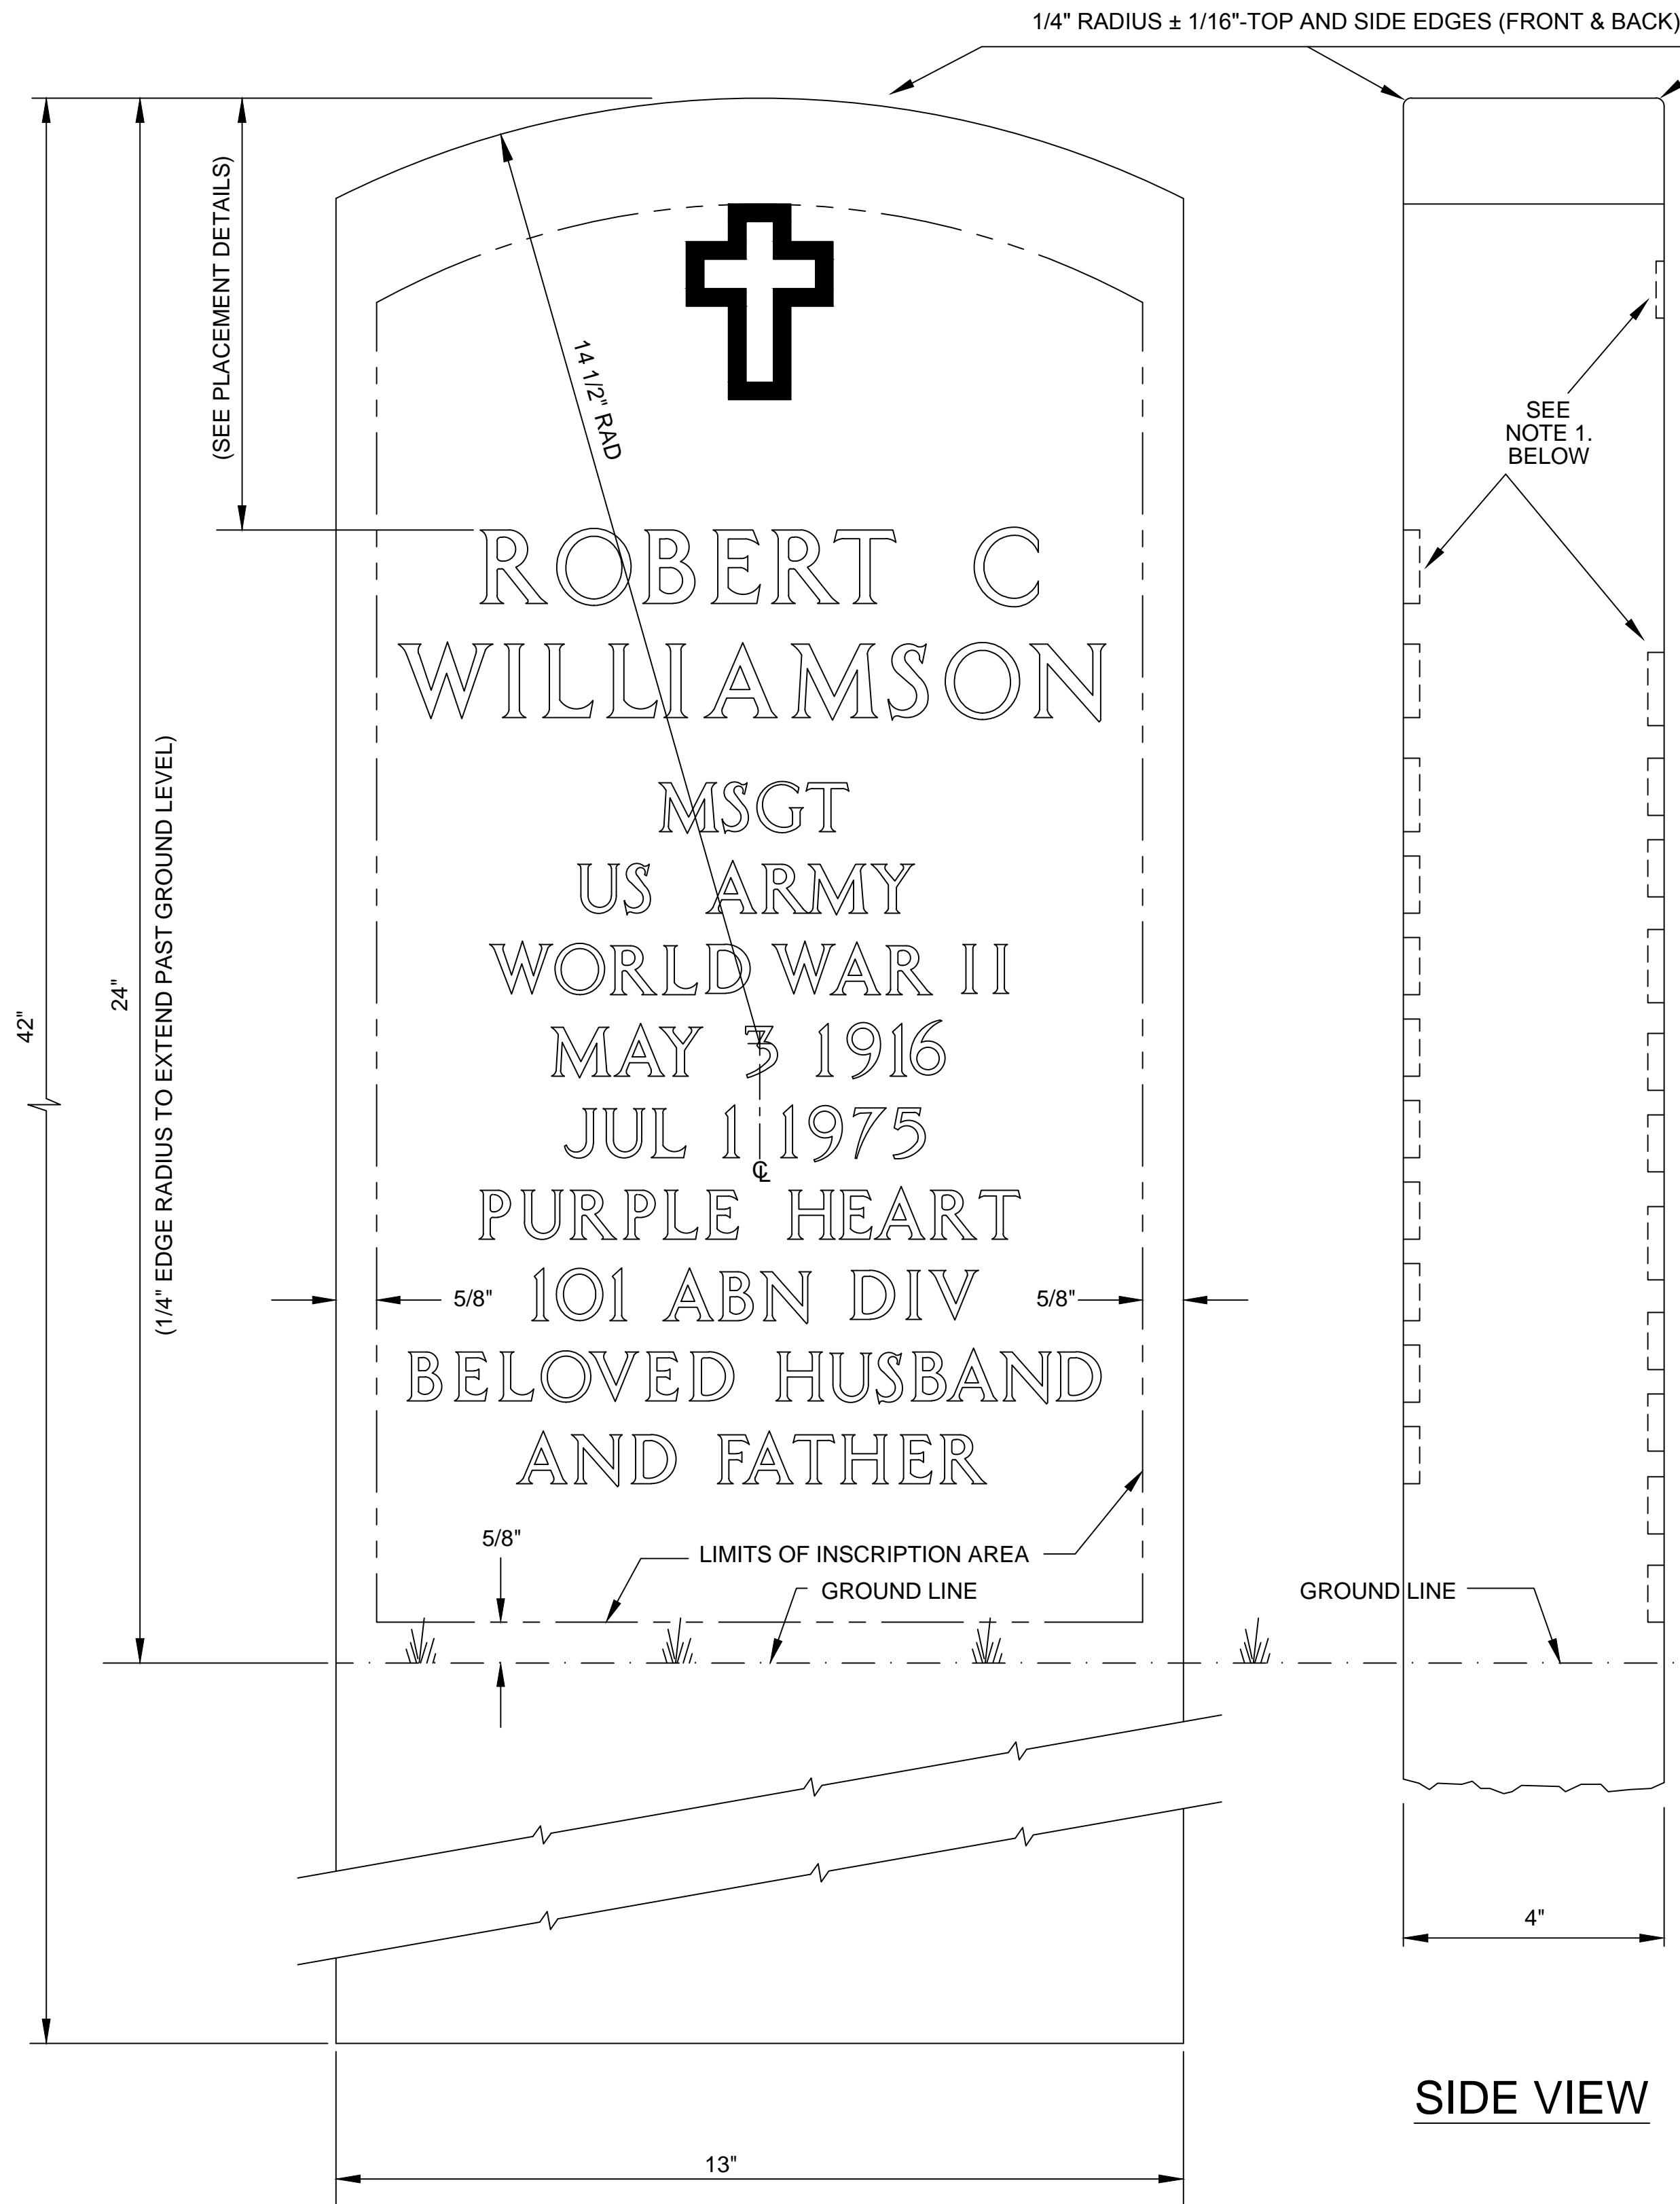 1/4" RADIUS ± 1/16"-TOP AND SIDE EDGES (FRONT & BACK)
(SEE PLACEMENT DETAILS)
14 1/2" RAD
SEE
NOTE 1.
BELOW
ROBERT C
WILLIAMSON
MSGT
US ARMY
WORLD WAR II
MAY 3 1916
JUL 1 1975
℄
PURPLE HEART
101 ABN DIV
BELOVED HUSBAND
AND FATHER
42"
24"
(1/4" EDGE RADIUS TO EXTEND PAST GROUND LEVEL)
5/8"
5/8"
5/8"
LIMITS OF INSCRIPTION AREA
GROUND LINE
GROUND LINE
4"
SIDE VIEW
13"